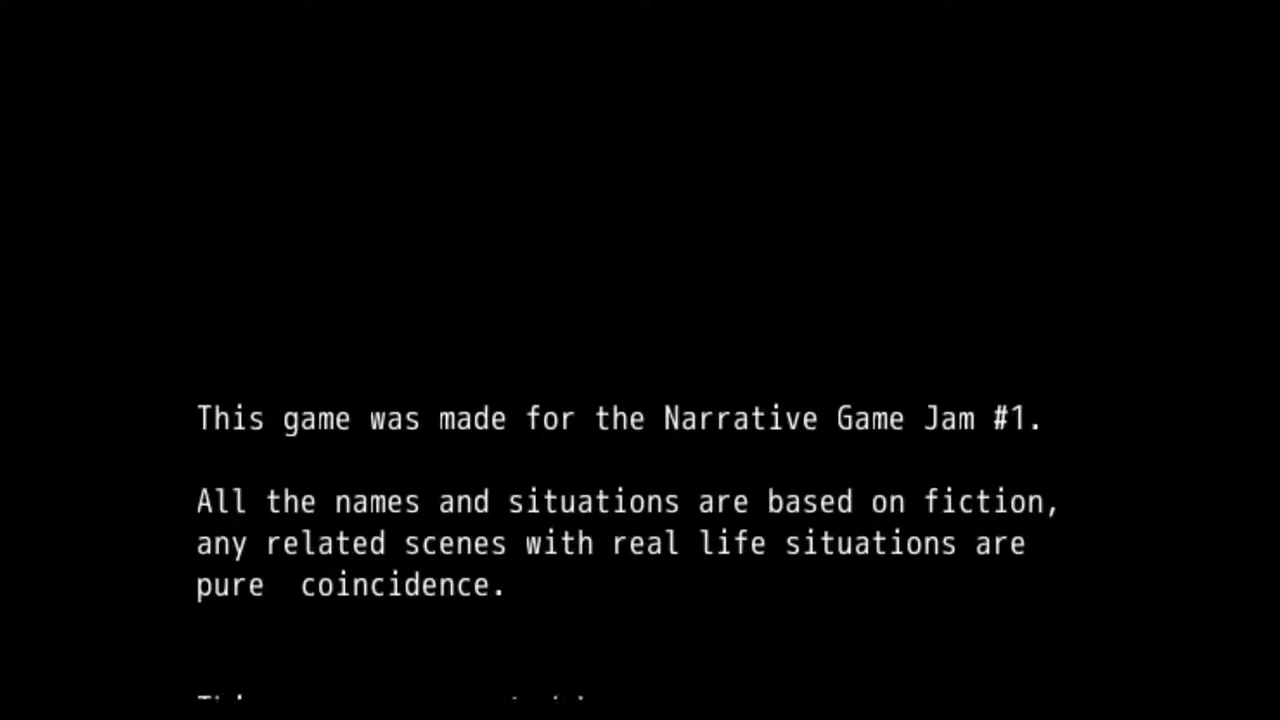 This game was made for the Narrative Game Jam #1.
All the names and situations are based on fiction,
any related scenes with real life situations are
pure  coincidence.